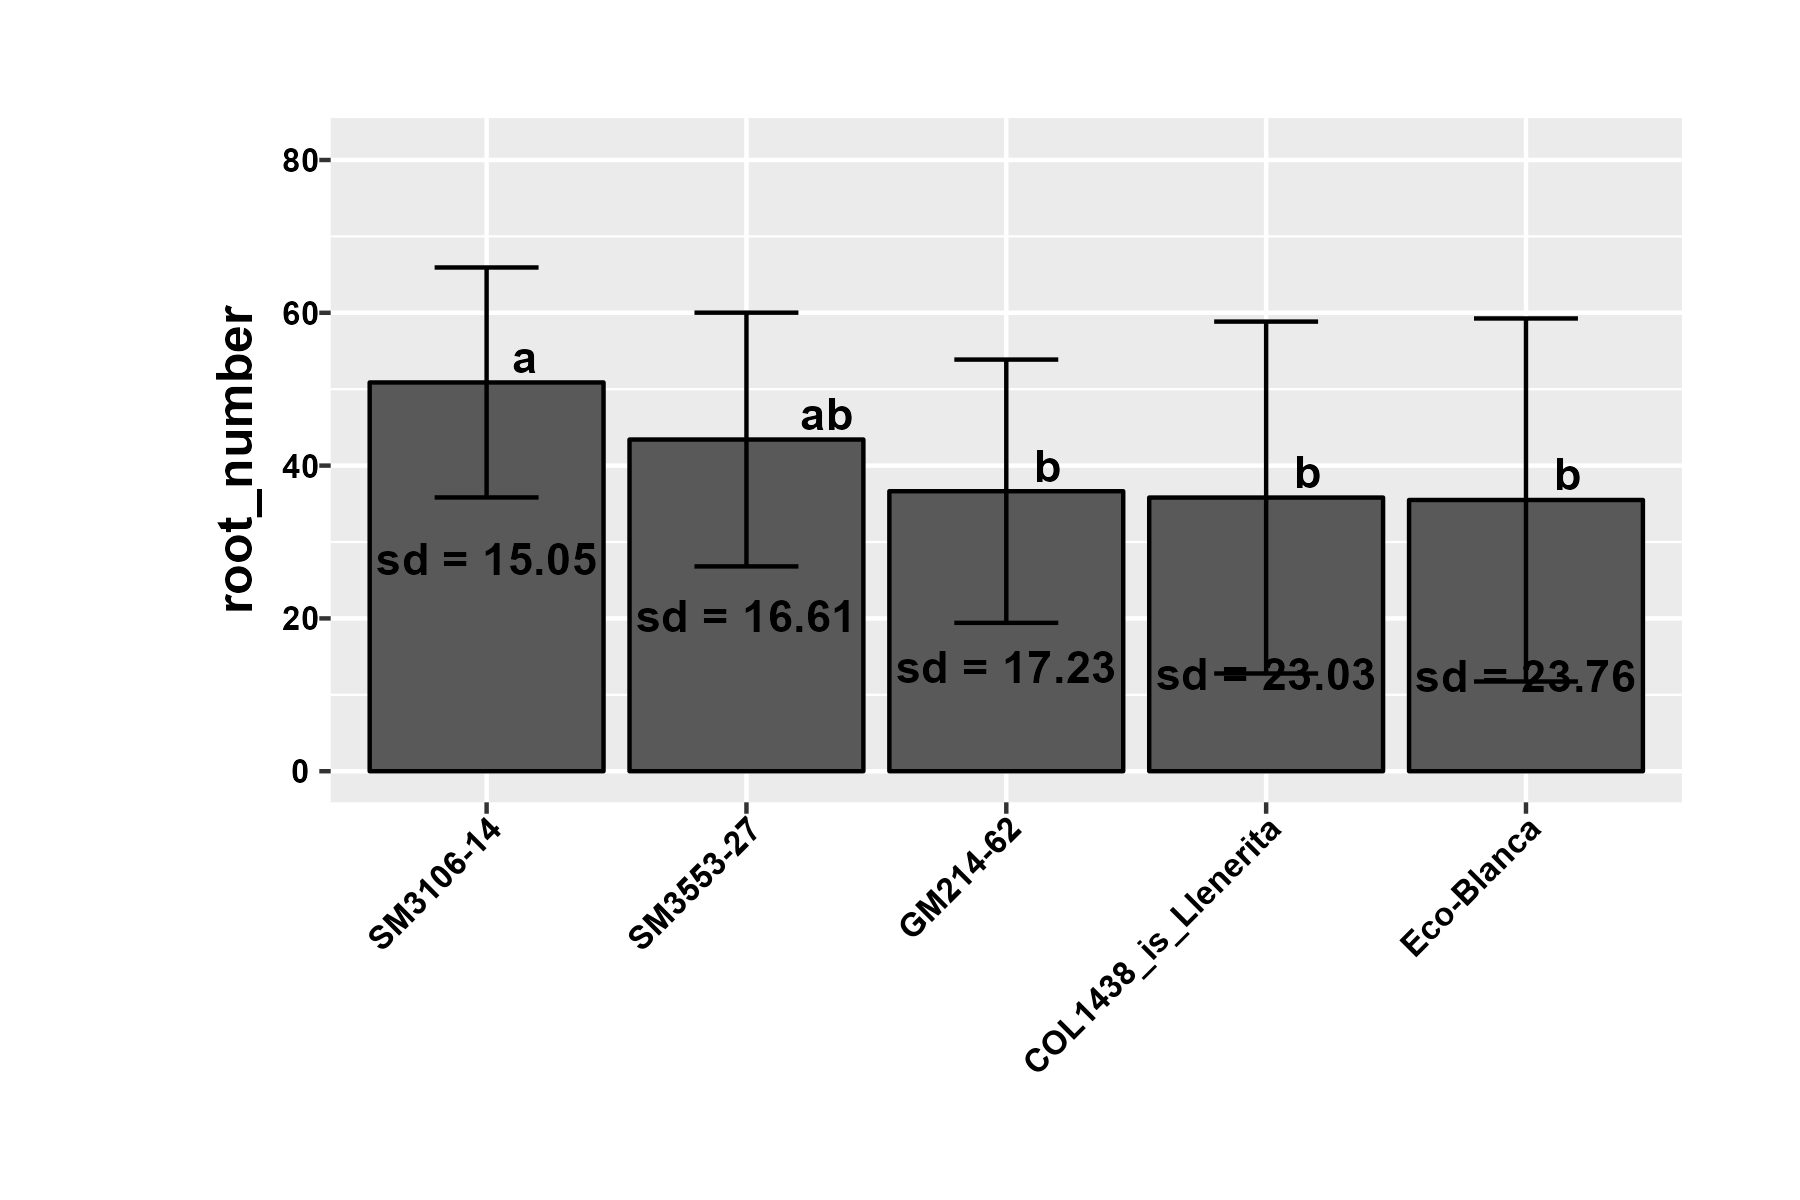 root_number
80
60
40
20
0
a
ab
b
b
b
sd = 15.05
sd = 16.61
sd = 17.23
sd = 23.03
sd = 23.76
SM3106-14
SM3553-27
GM214-62
COL1438_is_Llenerita
Eco-Blanca